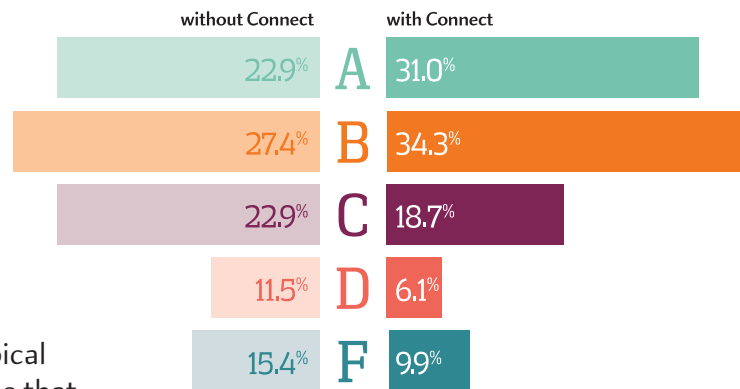 without Connect with Connect
22.9% A 31.0%
27.4% B 34.3%
22.9% C 18.7%
11.5% D 6.1%
15.4% F 9.9%